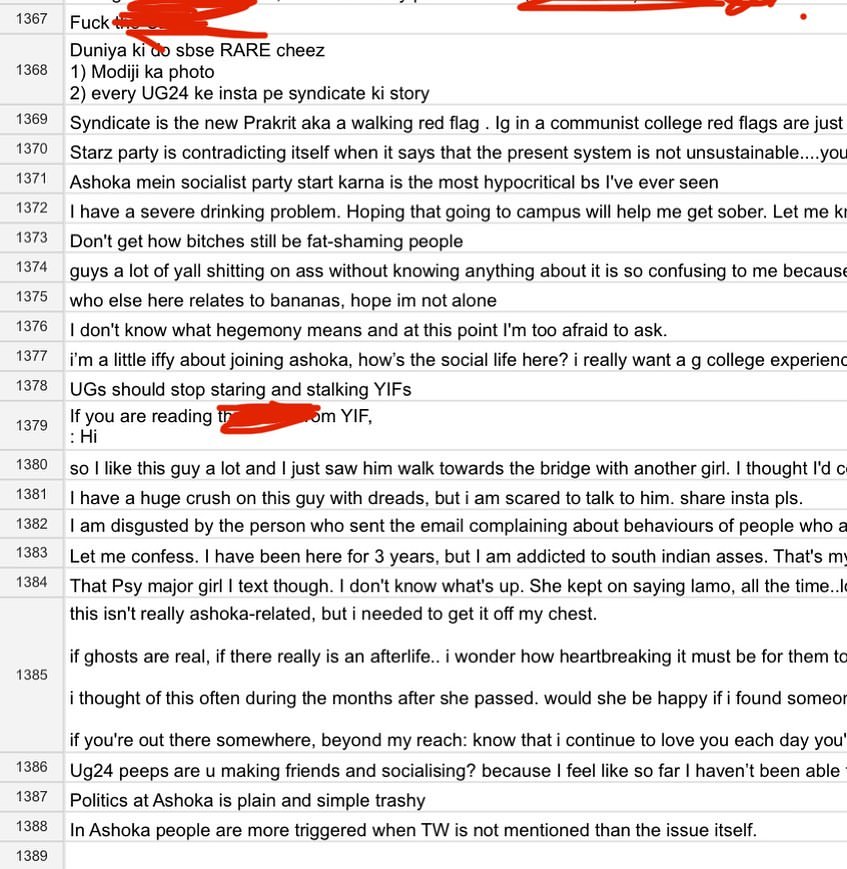 1367
Fuck
Duniya ki do sbse RARE cheez
1368
1) Modiji ka photo
2) every UG24 ke insta pe syndicate ki story
1369 Syndicate is the new Prakrit aka a walking red flag . Ig in a communist college red flags are just
1370 Starz party is contradicting itself when it says that the present system is not unsustainable....you
1371 Ashoka mein socialist party start karna is the most hypocritical bs I've ever seen
1372 I have a severe drinking problem. Hoping that going to campus will help me get sober. Let me k
1373 Don't get how bitches still be fat-shaming people
1374 guys a lot of yall shitting on ass without knowing anything about it is so confusing to me because
1375 who else here relates to bananas, hope im not alone
1376 I don't know what hegemony means and at this point I'm too afraid to ask.
1377 i'm a little iffy about joining ashoka, how's the social life here? i really want a g college experienc
1378 UGs should stop staring and stalking YIFs
If you are reading om YIF,
1379
: Hi
1380 so I like this guy a lot and I just saw him walk towards the bridge with another girl. I thought I'd c
1381 I have a huge crush on this guy with dreads, but i am scared to talk to him. share insta pls.
1382 I am disgusted by the person who sent the email complaining about behaviours of people who a
1383 Let me confess. I have been here for 3 years, but I am addicted to south indian asses. That's my
1384 That Psy major girl I text though. I don't know what's up. She kept on saying lamo, all the time..lo
this isn't really ashoka-related, but i needed to get it off my chest.
if ghosts are real, if there really is an afterlife.. i wonder how heartbreaking it must be for them to
1385
i thought of this often during the months after she passed. would she be happy if i found someor
if you're out there somewhere, beyond my reach: know that i continue to love you each day you'
1386 Ug24 peeps are u making friends and socialising? because I feel like so far I haven't been able
1387 Politics at Ashoka is plain and simple trashy
1388 In Ashoka people are more triggered when TW is not mentioned than the issue itself.
1389